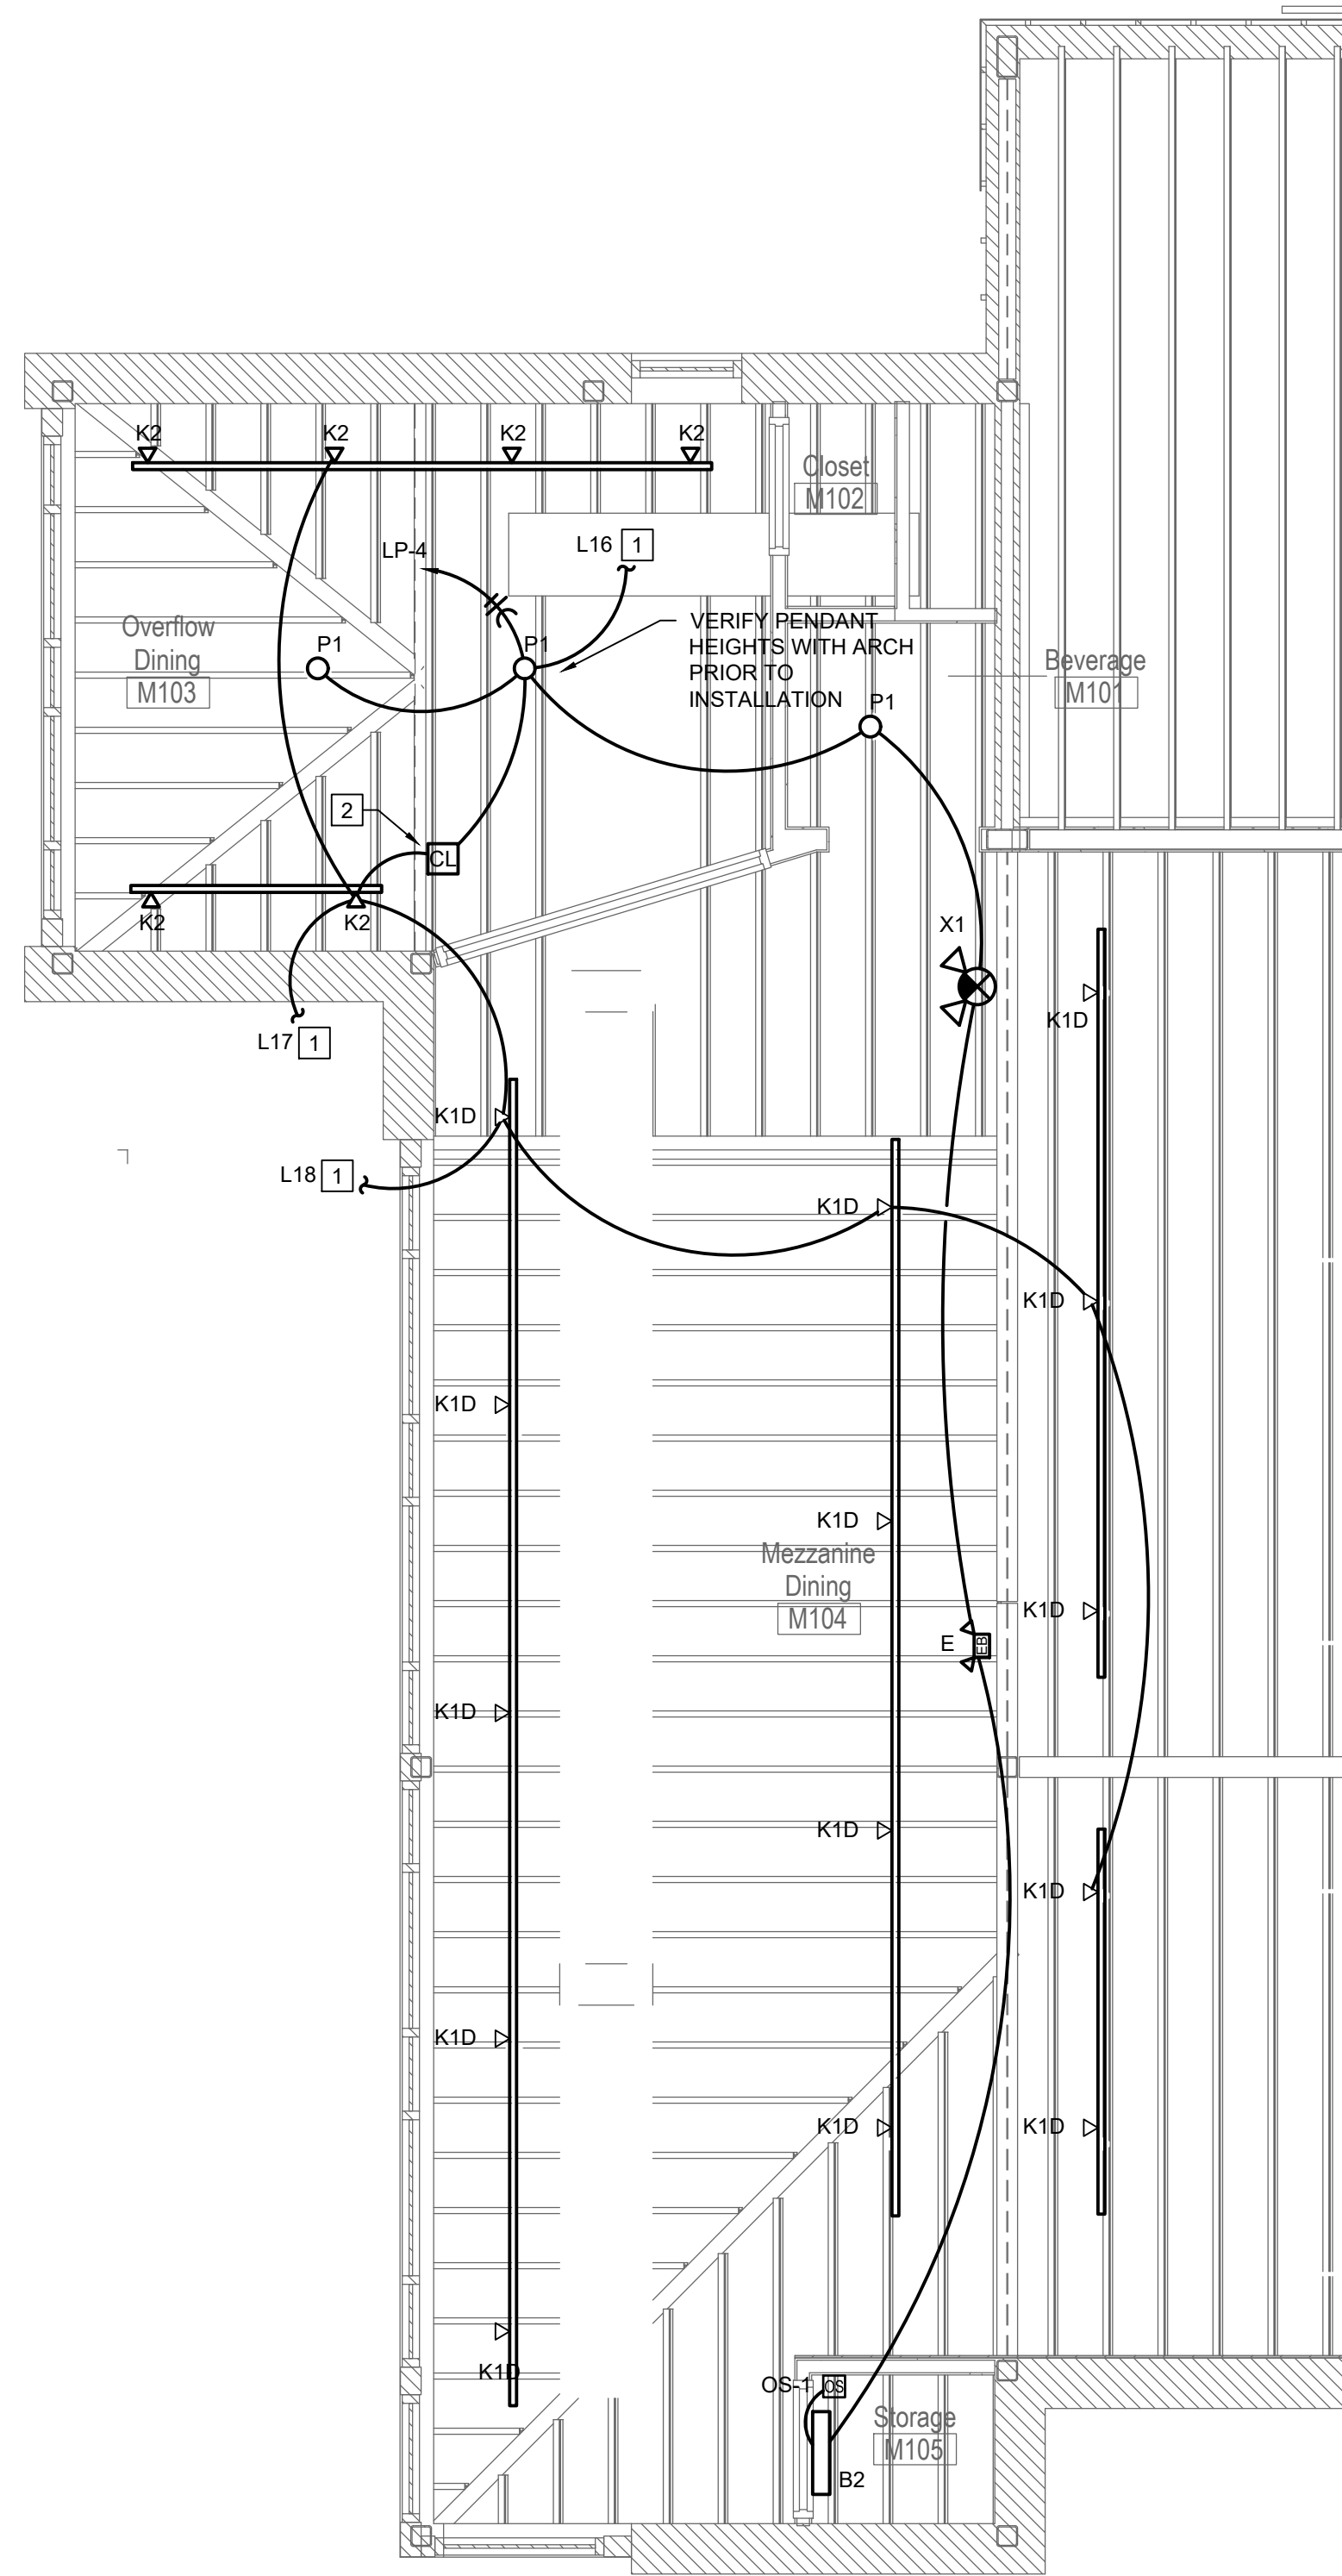 K2
K2
K2
K2
Closet
M102
L16 1
LP-4
VERIFY PENDANT
HEIGHTS WITH ARCH
PRIOR TO
INSTALLATION
Overflow
Dining
M103
P1
P1
P1
Beverage
M101
2
CL
K2
K2
X1
K1D
L17 1
K1D
L18 1
K1D
K1D
K1D
K1D
Mezzanine
Dining
M104
K1D
E
EB
K1D
K1D
K1D
K1D
K1D
K1D
K1D
OS-1
OS
Storage
M105
B2